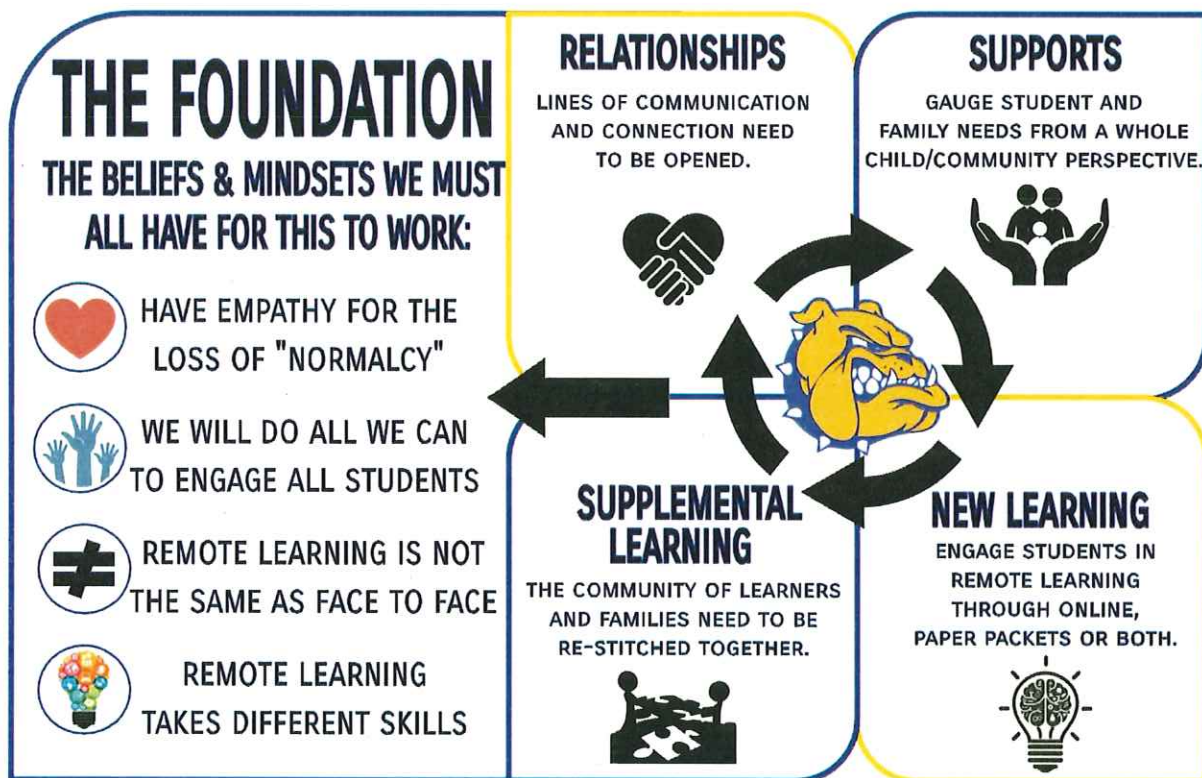 THE FOUNDATION
THE BELIEFS & MINDSETS WE MUST
ALL HAVE FOR THIS TO WORK:
HAVE EMPATHY FOR THE
LOSS OF "NORMALCY"
WE WILL DO ALL WE CAN
TO ENGAGE ALL STUDENTS
REMOTE LEARNING IS NOT
THE SAME AS FACE TO FACE
REMOTE LEARNING
TAKES DIFFERENT SKILLS
RELATIONSHIPS
LINES OF COMMUNICATION
AND CONNECTION NEED
TO BE OPENED.
SUPPORTS
GAUGE STUDENT AND
FAMILY NEEDS FROM A WHOLE
CHILD/COMMUNITY PERSPECTIVE.
SUPPLEMENTAL
LEARNING
THE COMMUNITY OF LEARNERS
AND FAMILIES NEED TO BE
RE-STITCHED TOGETHER.
NEW LEARNING
ENGAGE STUDENTS IN
REMOTE LEARNING
THROUGH ONLINE,
PAPER PACKETS OR BOTH.